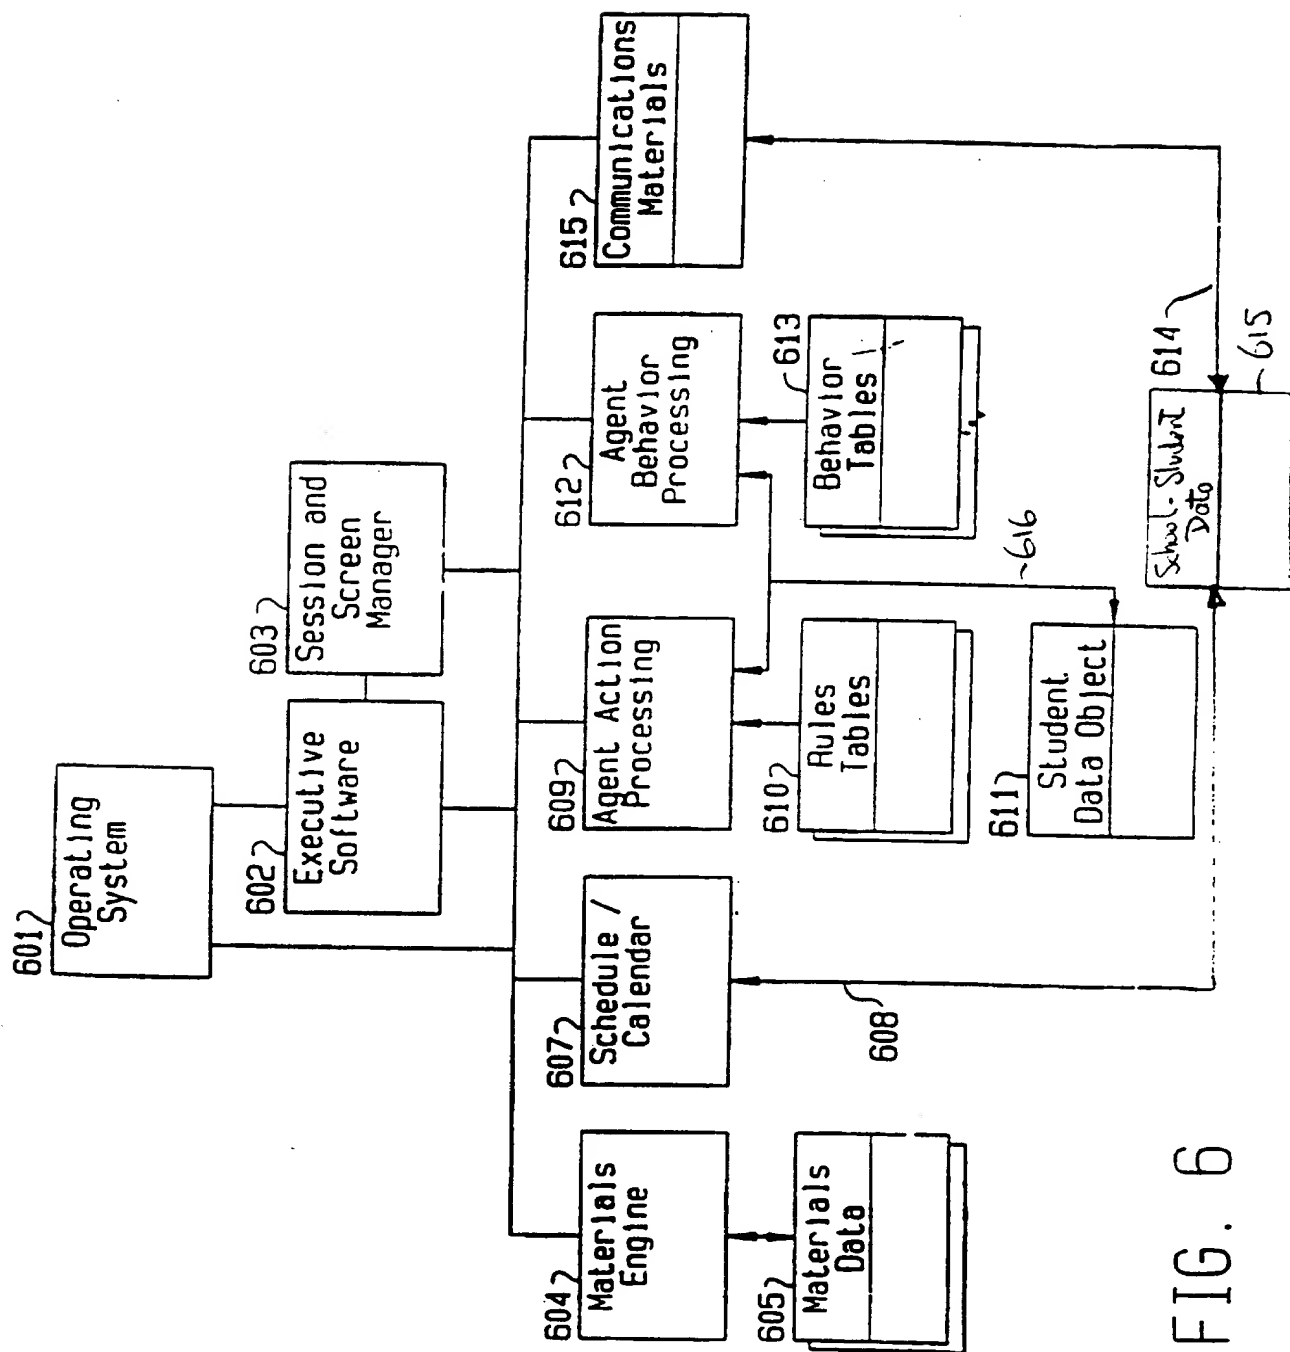 601
Operating
System
602
Executive
Software
603
Session and
Screen
Manager
604
Materials
Engine
607
Schedule /
Calendar
609
Agent Action
Processing
612
Agent
Behavior
Processing
615
Communications
Materials
605
Materials
Data
608
610
Rules
Tables
613
Behavior
Tables
616
611
Student
Data Object
614
School-Student
Data
615
FIG. 6